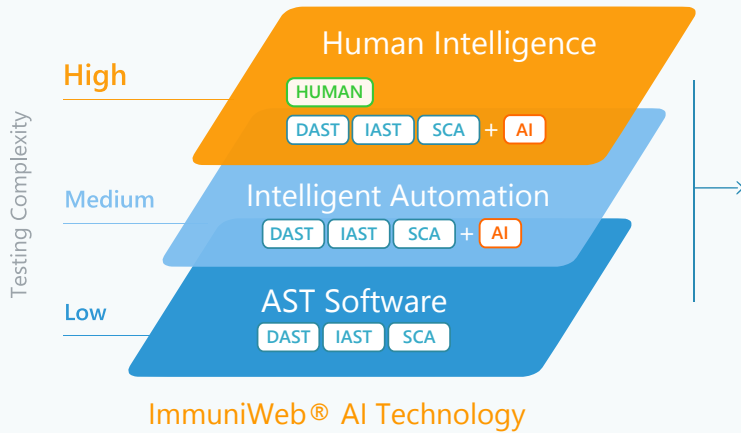 Testing Complexity
High
Human Intelligence
HUMAN
DAST IAST SCA + AI
Medium
Intelligent Automation
DAST IAST SCA + AI
Low
AST Software
DAST IAST SCA
ImmuniWeb® AI Technology